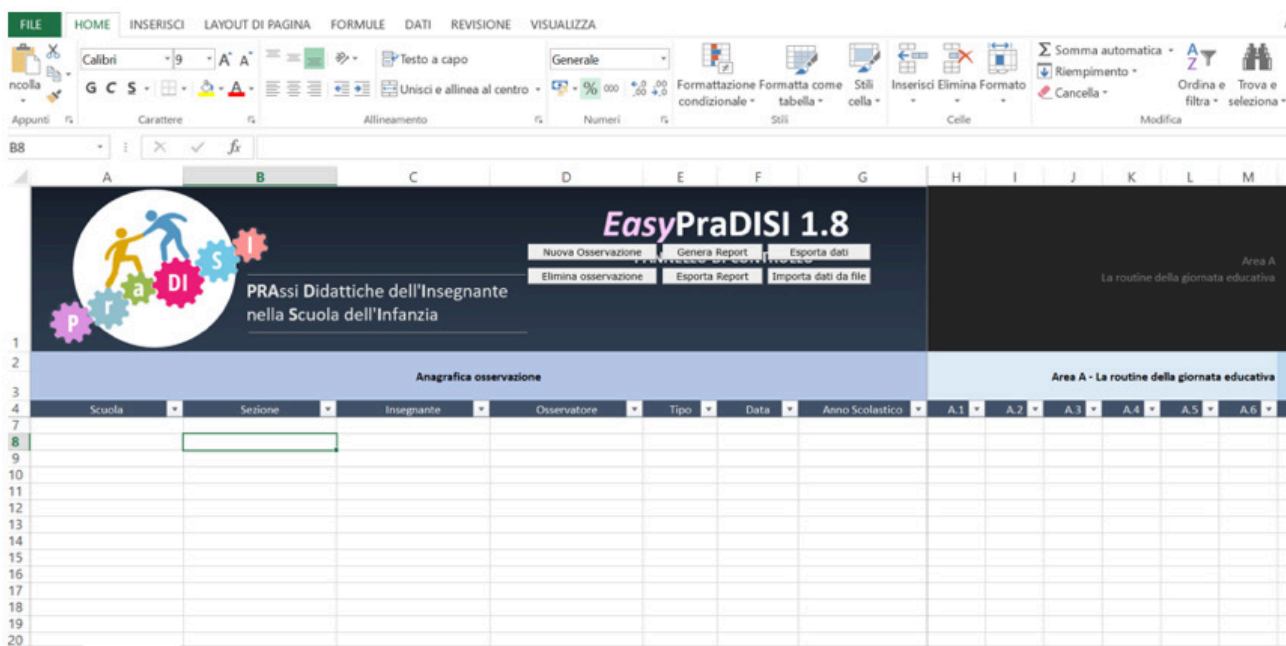 FILE HOME INSERISCI LAYOUT DI PAGINA FORMULE DATI REVISIONE VISUALIZZA
Calibri 9 A A Testo a capo Generale Somma automatica
ncolla G C S A Unisci e allinea al centro % 000 Formattazione condizionale Formatta come tabella Stili cella Inserisci Elimina Formato Riempimento Cancella Ordina e filtra Trova e seleziona
Appunti Carattere Allineamento Numeri Stili Celle Modifica
B8 fx
A B C D E F G H I J K L M
P r a DI S I
EasyPraDISI 1.8
Nuova Osservazione Genera Report Esporta dati
Elimina osservazione Esporta Report Importa dati da file
PRAssi Didattiche dell'Insegnante
nella Scuola dell'Infanzia
Area A
La routine della giornata educativa
1
2
Anagrafica osservazione Area A - La routine della giornata educativa
3
4 Scuola Sezione Insegnante Osservatore Tipo Data Anno Scolastico A.1 A.2 A.3 A.4 A.5 A.6
7
8
9
10
11
12
13
14
15
16
17
18
19
20